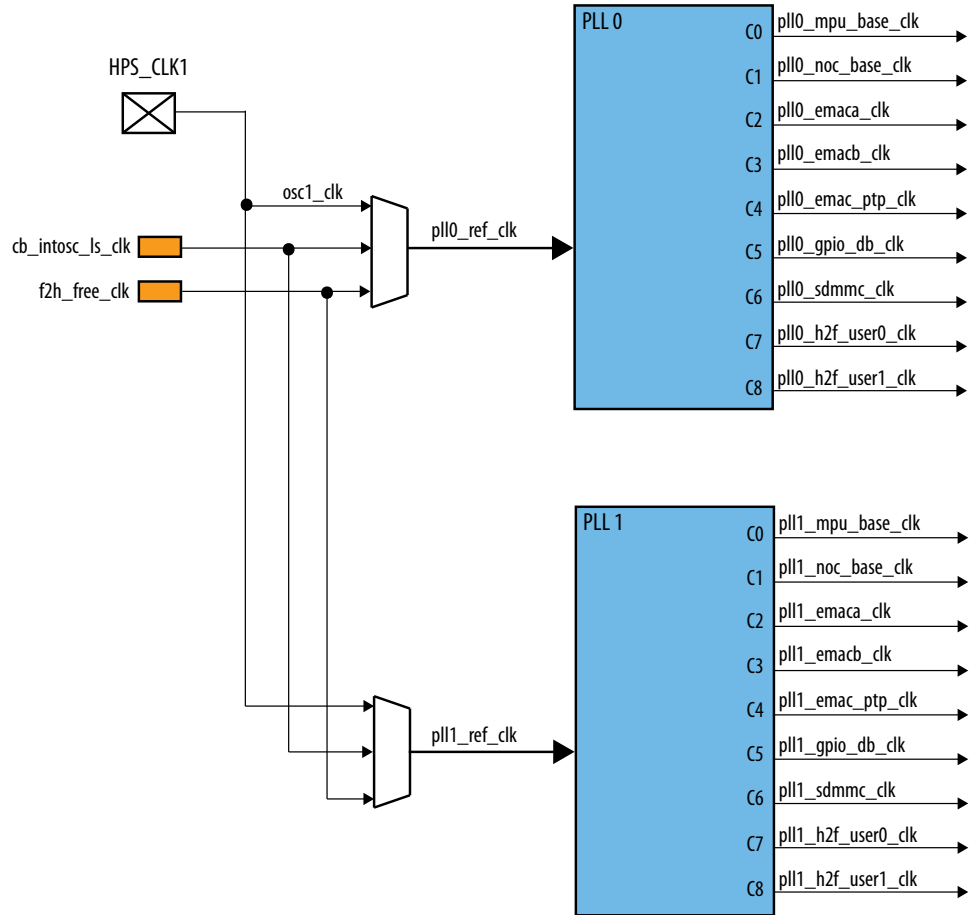 PLL 0
C0
pll0_mpu_base_clk
HPS_CLK1
C1
pll0_noc_base_clk
C2
pll0_emaca_clk
C3
pll0_emacb_clk
osc1_clk
C4
pll0_emac_ptp_clk
pll0_ref_clk
cb_intosc_ls_clk
C5
pll0_gpio_db_clk
f2h_free_clk
C6
pll0_sdmmc_clk
C7
pll0_h2f_user0_clk
C8
pll0_h2f_user1_clk
PLL 1
C0
pll1_mpu_base_clk
C1
pll1_noc_base_clk
C2
pll1_emaca_clk
C3
pll1_emacb_clk
C4
pll1_emac_ptp_clk
pll1_ref_clk
C5
pll1_gpio_db_clk
C6
pll1_sdmmc_clk
C7
pll1_h2f_user0_clk
C8
pll1_h2f_user1_clk